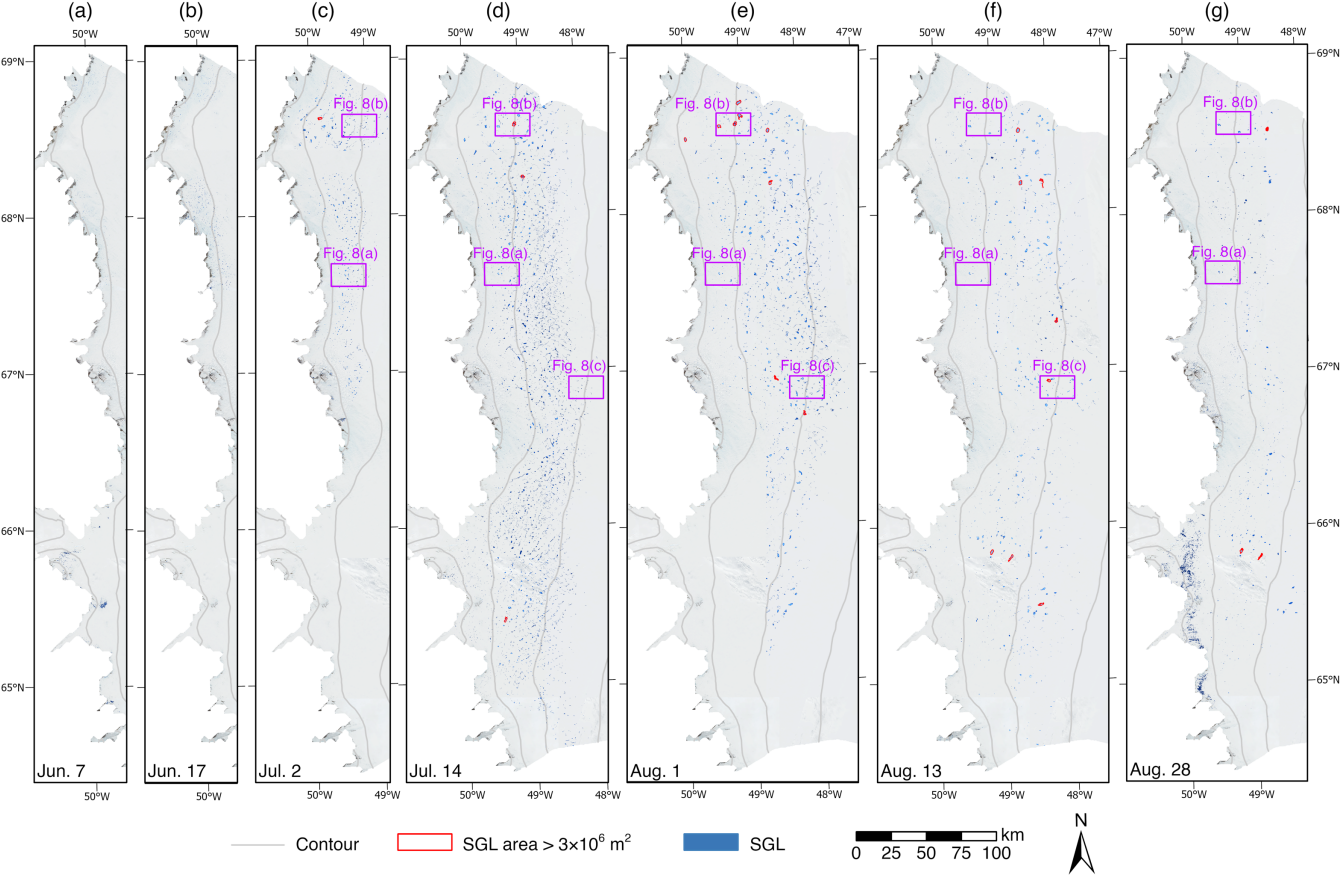 (a) (b) (c) (d) (e) (f) (g)
50°W 50°W 50°W 49°W 50°W 49°W 48°W 50°W 49°W 48°W 47°W 50°W 49°W 48°W 47°W 50°W 49°W 48°W
69°N 69°N
Fig. 8(b) Fig. 8(b) Fig. 8(b) Fig. 8(b) Fig. 8(b)
68°N 68°N
Fig. 8(a) Fig. 8(a) Fig. 8(a) Fig. 8(a) Fig. 8(a)
67°N 67°N
Fig. 8(c) Fig. 8(c) Fig. 8(c)
66°N 66°N
65°N 65°N
Jun. 7 Jun. 17 Jul. 2 Jul. 14 Aug. 1 Aug. 13 Aug. 28
50°W 50°W 50°W 49°W 50°W 49°W 48°W 50°W 49°W 48°W 50°W 49°W 48°W 50°W 49°W
Contour SGL area > 3×10⁶ m² SGL km N
0 25 50 75 100